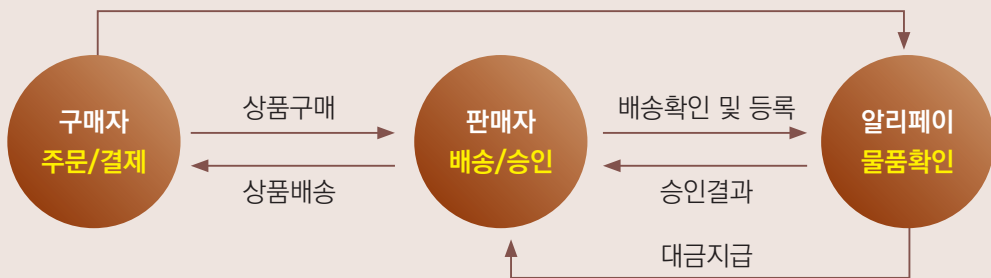 구매자
주문/결제
상품구매
상품배송
판매자
배송/승인
배송확인 및 등록
승인결과
알리페이
물품확인
대금지급